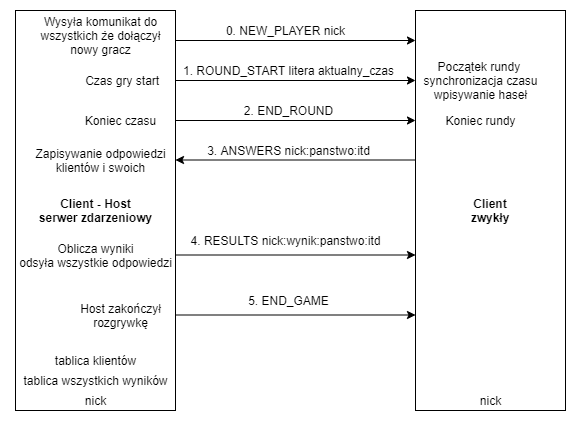 Wysyła komunikat do
wszystkich że dołączył
nowy gracz
0. NEW_PLAYER nick
Czas gry start
1. ROUND_START litera aktualny_czas
Początek rundy
synchronizacja czasu
wpisywanie haseł
Koniec czasu
2. END_ROUND
Koniec rundy
Zapisywanie odpowiedzi
klientów i swoich
3. ANSWERS nick:panstwo:itd
Client - Host
serwer zdarzeniowy
Client
zwykły
Oblicza wyniki
odsyła wszystkie odpowiedzi
4. RESULTS nick:wynik:panstwo:itd
Host zakończył
rozgrywkę
5. END_GAME
tablica klientów
tablica wszystkich wyników
nick
nick